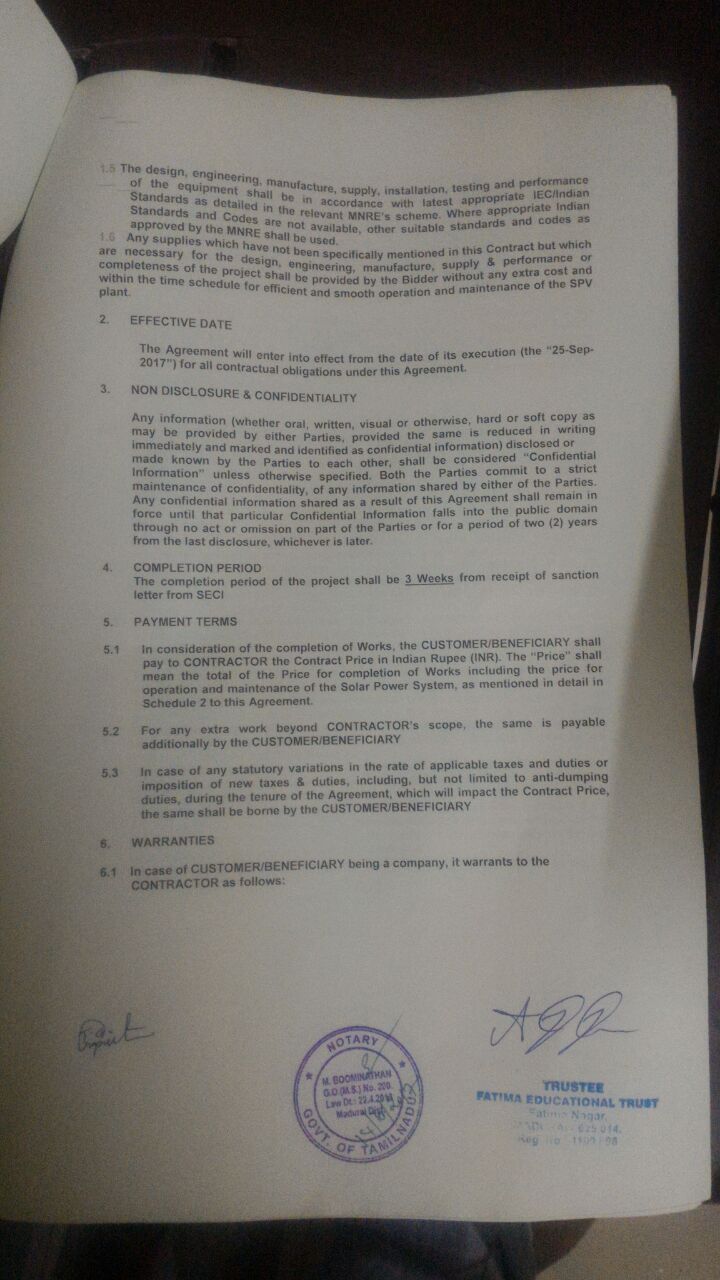 1.5 The design, engineering, manufacture, supply, installation, testing and performance
of the equipment shall be in accordance with latest appropriate IEC/Indian
Standards as detailed in the relevant MNRE's scheme. Where appropriate Indian
Standards and Codes are not available, other suitable standards and codes as
approved by the MNRE shall be used.
1.6 Any supplies which have not been specifically mentioned in this Contract but which
are necessary for the design, engineering, manufacture, supply & performance or
completeness of the project shall be provided by the Bidder without any extra cost and
within the time schedule for efficient and smooth operation and maintenance of the SPV
plant.
2. EFFECTIVE DATE
The Agreement will enter into effect from the date of its execution (the "25-Sep-
2017") for all contractual obligations under this Agreement.
3. NON DISCLOSURE & CONFIDENTIALITY
Any information (whether oral, written, visual or otherwise, hard or soft copy as
may be provided by either Parties, provided the same is reduced in writing
immediately and marked and identified as confidential information) disclosed or
made known by the Parties to each other, shall be considered "Confidential
Information" unless otherwise specified. Both the Parties commit to a strict
maintenance of confidentiality, of any information shared by either of the Parties.
Any confidential information shared as a result of this Agreement shall remain in
force until that particular Confidential Information falls into the public domain
through no act or omission on part of the Parties or for a period of two (2) years
from the last disclosure, whichever is later.
4. COMPLETION PERIOD
The completion period of the project shall be 3 Weeks from receipt of sanction
letter from SECI
5. PAYMENT TERMS
5.1 In consideration of the completion of Works, the CUSTOMER/BENEFICIARY shall
pay to CONTRACTOR the Contract Price in Indian Rupee (INR). The "Price" shall
mean the total of the Price for completion of Works including the price for
operation and maintenance of the Solar Power System, as mentioned in detail in
Schedule 2 to this Agreement.
5.2 For any extra work beyond CONTRACTOR's scope, the same is payable
additionally by the CUSTOMER/BENEFICIARY
5.3 In case of any statutory variations in the rate of applicable taxes and duties or
imposition of new taxes & duties, including, but not limited to anti-dumping
duties, during the tenure of the Agreement, which will impact the Contract Price,
the same shall be borne by the CUSTOMER/BENEFICIARY
6. WARRANTIES
6.1 In case of CUSTOMER/BENEFICIARY being a company, it warrants to the
CONTRACTOR as follows:
NOTARY
M. BOOMINATHAN
G.O.(M.S.) No. 200.
Law Dt.: 22.4.
Madurai Dist
GOVT. OF TAMILNADU
TRUSTEE
FATIMA EDUCATIONAL TRUST
Fatima Nagar,
625 014.
Reg No